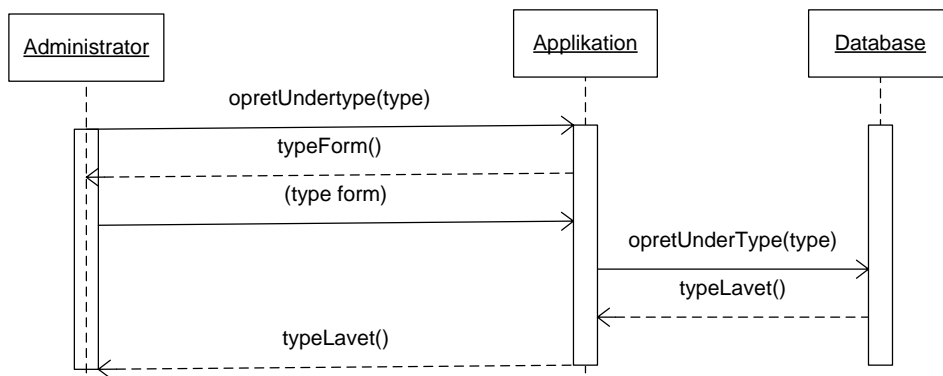 Administrator
Applikation
Database
opretUndertype(type)
typeForm()
(type form)
opretUnderType(type)
typeLavet()
typeLavet()